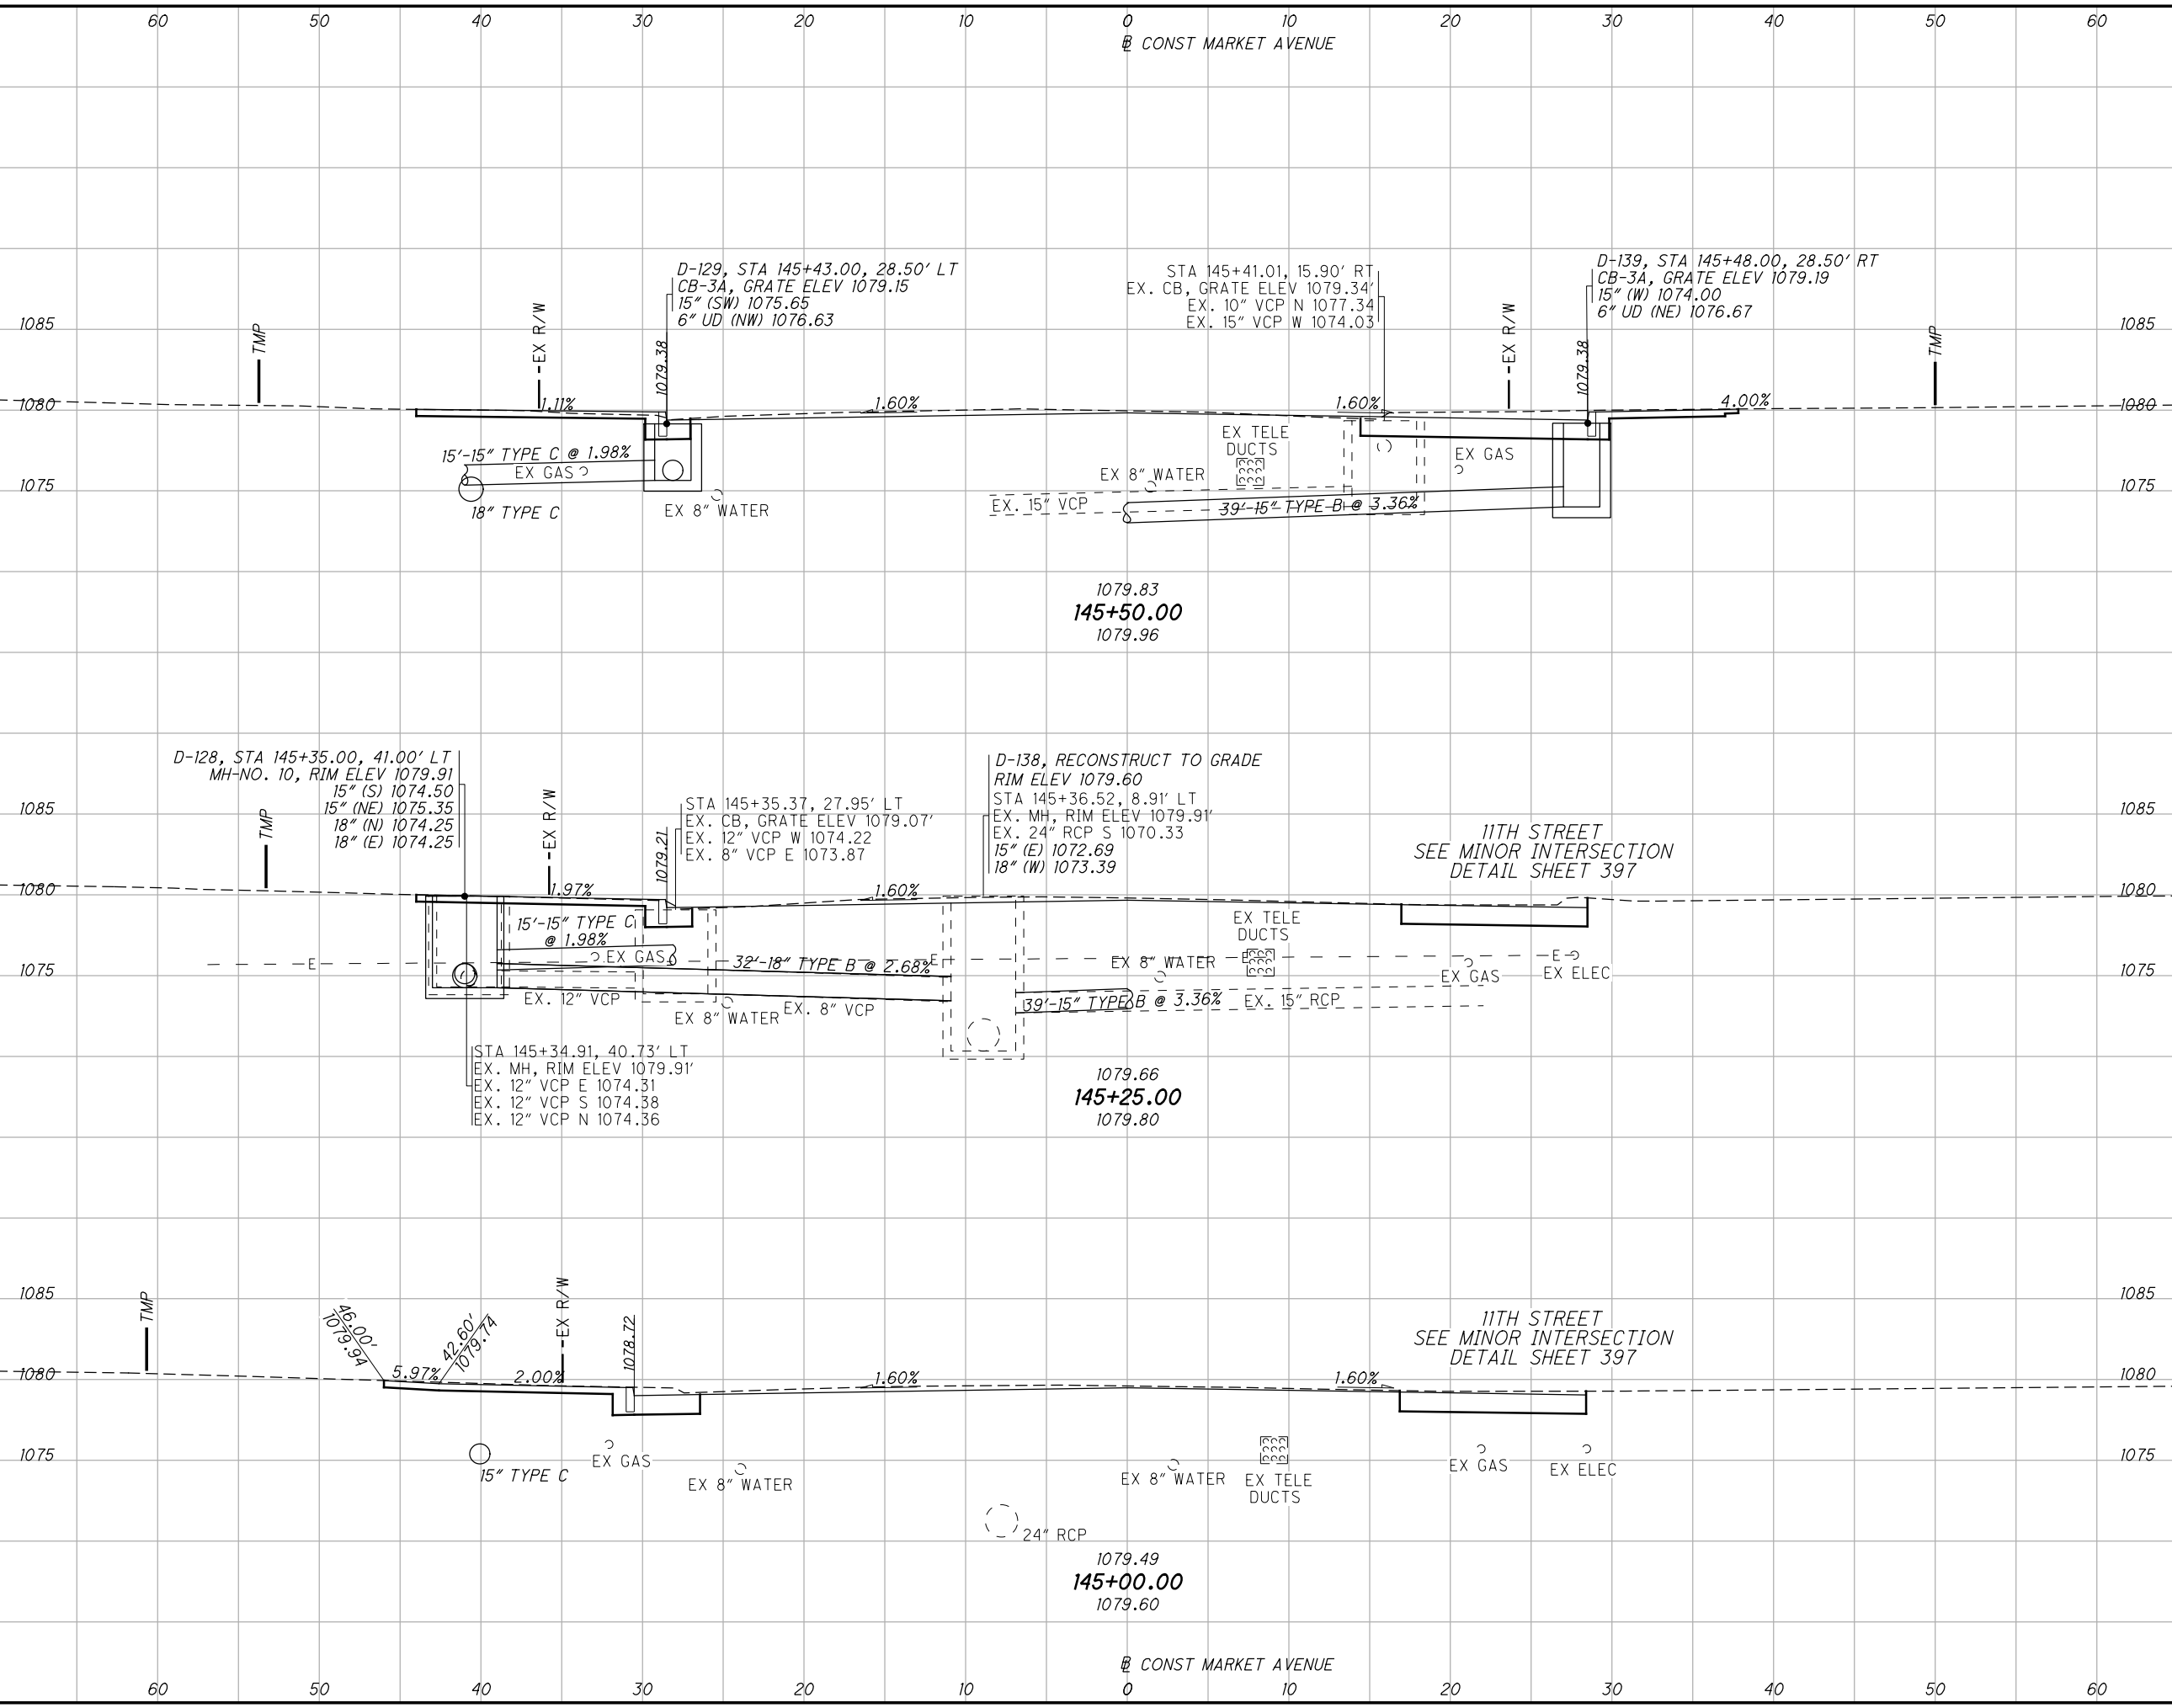 60 50 40 30 20 10 0 10 20 30 40 50 60
℄ CONST MARKET AVENUE
D-129, STA 145+43.00, 28.50' LT
CB-3A, GRATE ELEV 1079.15
15" (SW) 1075.65
6" UD (NW) 1076.63
STA 145+41.01, 15.90' RT
EX. CB, GRATE ELEV 1079.34'
EX. 10" VCP N 1077.34
EX. 15" VCP W 1074.03
D-139, STA 145+48.00, 28.50' RT
CB-3A, GRATE ELEV 1079.19
15" (W) 1074.00
6" UD (NE) 1076.67
1085
TMP
EX R/W
1079.38
EX R/W
1079.38
TMP
1085
1080
1.11%
1.60%
1.60%
4.00%
1080
15'-15" TYPE C @ 1.98%
EX GAS
18" TYPE C
EX 8" WATER
EX TELE
DUCTS
EX 8" WATER
EX GAS
1075
EX. 15" VCP
39'-15" TYPE B @ 3.36%
1075
1079.83
145+50.00
1079.96
D-128, STA 145+35.00, 41.00' LT
MH-NO. 10, RIM ELEV 1079.91
15" (S) 1074.50
15" (NE) 1075.35
18" (N) 1074.25
18" (E) 1074.25
D-138, RECONSTRUCT TO GRADE
RIM ELEV 1079.60
STA 145+36.52, 8.91' LT
EX. MH, RIM ELEV 1079.91'
EX. 24" RCP S 1070.33
15" (E) 1072.69
18" (W) 1073.39
STA 145+35.37, 27.95' LT
EX. CB, GRATE ELEV 1079.07'
EX. 12" VCP W 1074.22
EX. 8" VCP E 1073.87
11TH STREET
SEE MINOR INTERSECTION
DETAIL SHEET 397
1085
TMP
EX R/W
1079.21
1085
1080
1.97%
1.60%
1080
15'-15" TYPE C
@ 1.98%
EX GAS
E
32'-18" TYPE B @ 2.68%
E
EX TELE
DUCTS
EX 8" WATER
E
EX GAS
E
EX ELEC
1075
1075
EX. 12" VCP
EX 8" WATER
EX. 8" VCP
39'-15" TYPE B @ 3.36%
EX. 15" RCP
STA 145+34.91, 40.73' LT
EX. MH, RIM ELEV 1079.91'
EX. 12" VCP E 1074.31
EX. 12" VCP S 1074.38
EX. 12" VCP N 1074.36
1079.66
145+25.00
1079.80
1085
TMP
46.00'
1079.94
42.60'
1079.74
EX R/W
1078.72
11TH STREET
SEE MINOR INTERSECTION
DETAIL SHEET 397
1085
1080
5.97%
2.00%
1.60%
1.60%
1080
1075
15" TYPE C
EX GAS
EX 8" WATER
EX 8" WATER
EX TELE
DUCTS
EX GAS
EX ELEC
1075
24" RCP
1079.49
145+00.00
1079.60
℄ CONST MARKET AVENUE
60 50 40 30 20 10 0 10 20 30 40 50 60